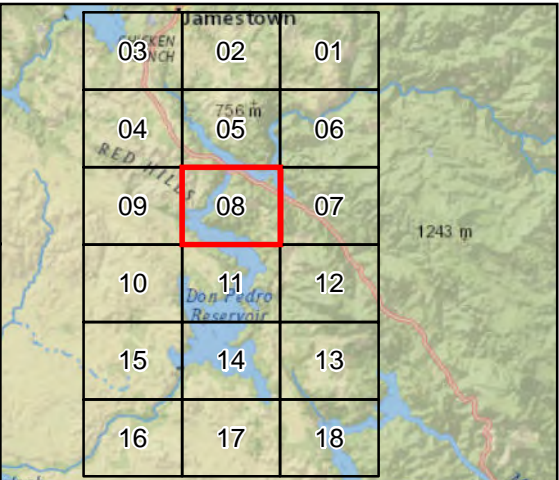 Jamestown
03 02 01
CHICKEN
RANCH
756 m
04 05 06
RED HILLS
09 08 07
1243 m
10 11 12
Don Pedro
Reservoir
15 14 13
16 17 18